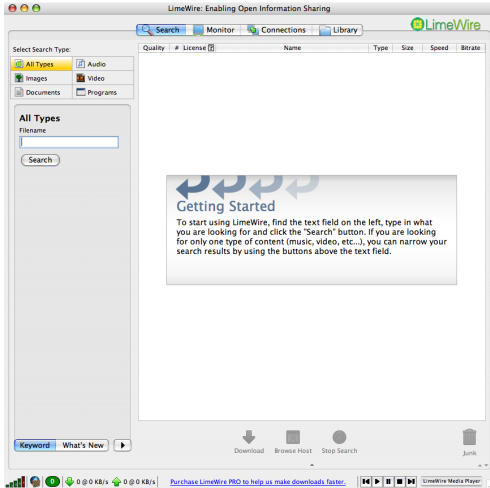 LimeWire: Enabling Open Information Sharing
Search Monitor Connections Library
LimeWire
Select Search Type:
All Types Audio
Images Video
Documents Programs
Quality # License ? Name Type Size Speed Bitrate
All Types
Filename
Search
Getting Started
To start using LimeWire, find the text field on the left, type in what
you are looking for and click the "Search" button. If you are looking
for only one type of content (music, video, etc...), you can narrow your
search results by using the buttons above the text field.
Keyword What's New
Download Browse Host Stop Search Junk
0 0 @ 0 KB/s 0 @ 0 KB/s Purchase LimeWire PRO to help us make downloads faster. LimeWire Media Player